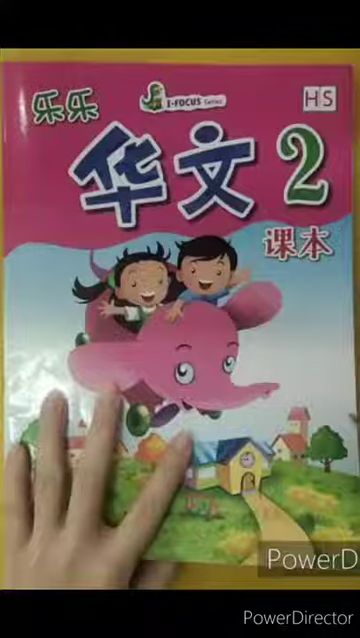 乐乐
I-FOCUS Series
HS
华文 2
课本
PowerD
PowerDirector